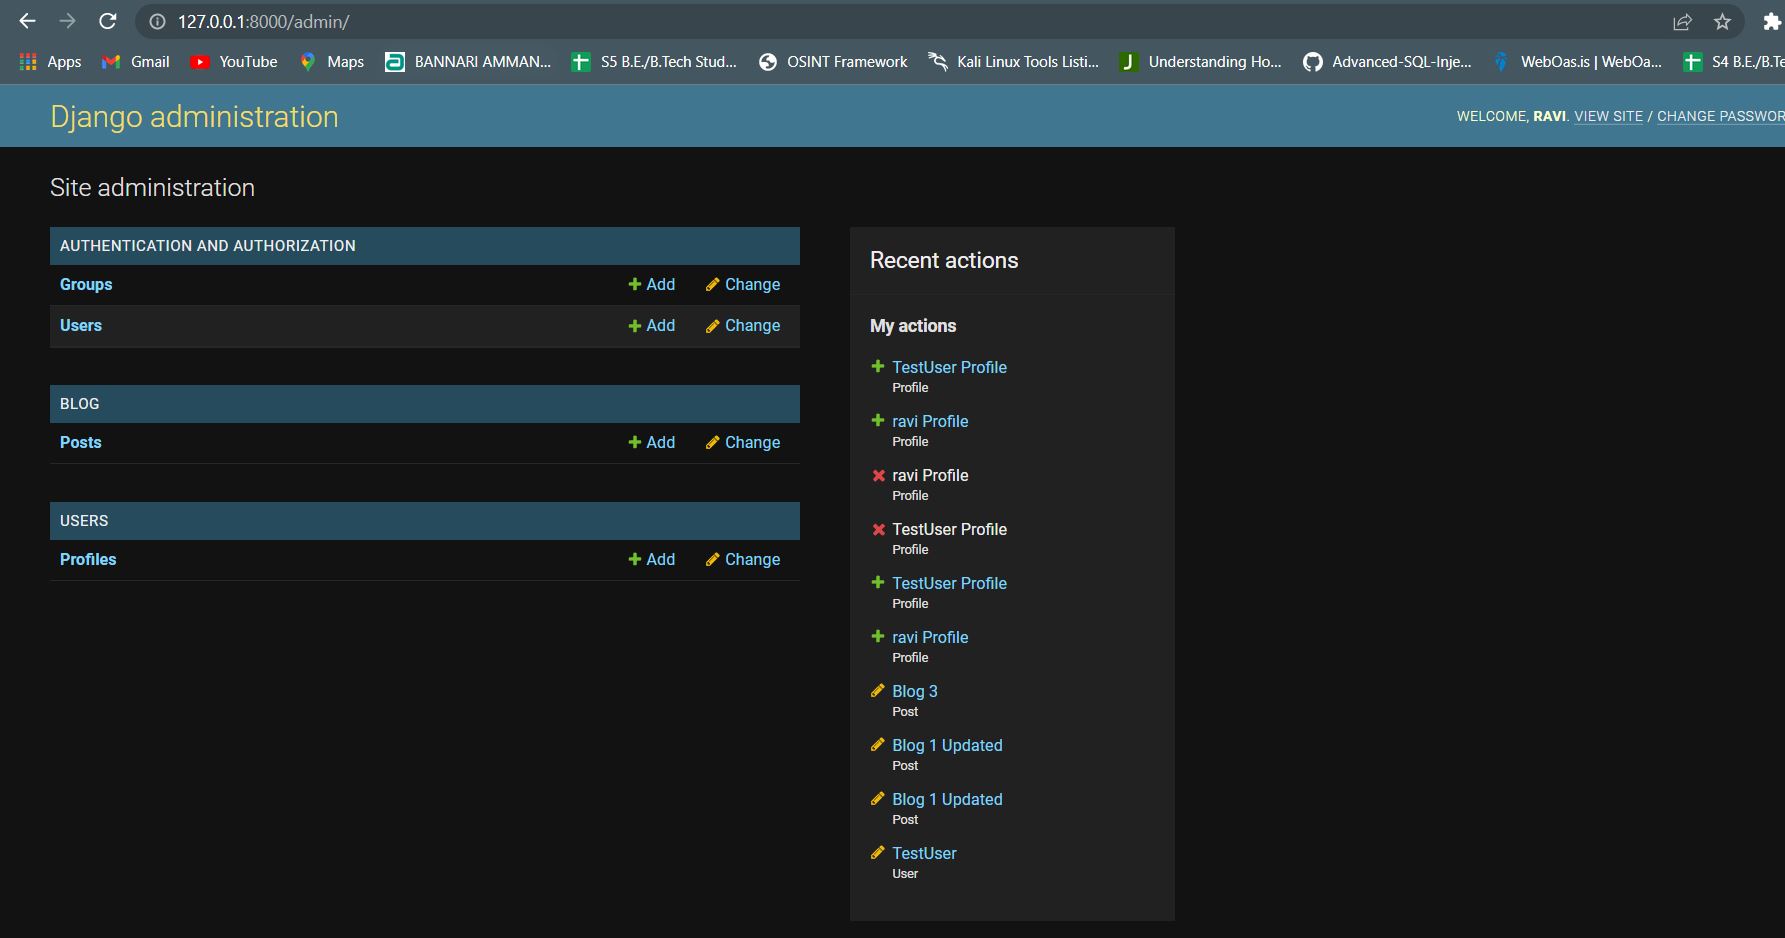 127.0.0.1:8000/admin/
Apps Gmail YouTube Maps BANNARI AMMAN... S5 B.E./B.Tech Stud... OSINT Framework Kali Linux Tools Listi... Understanding Ho... Advanced-SQL-Inje... WebOas.is | WebOa... S4 B.E./B.Te
Django administration
WELCOME, RAVI. VIEW SITE / CHANGE PASSWOR
Site administration
AUTHENTICATION AND AUTHORIZATION
Groups Add Change
Users Add Change
BLOG
Posts Add Change
USERS
Profiles Add Change
Recent actions
My actions
TestUser Profile
Profile
ravi Profile
Profile
ravi Profile
Profile
TestUser Profile
Profile
TestUser Profile
Profile
ravi Profile
Profile
Blog 3
Post
Blog 1 Updated
Post
Blog 1 Updated
Post
TestUser
User